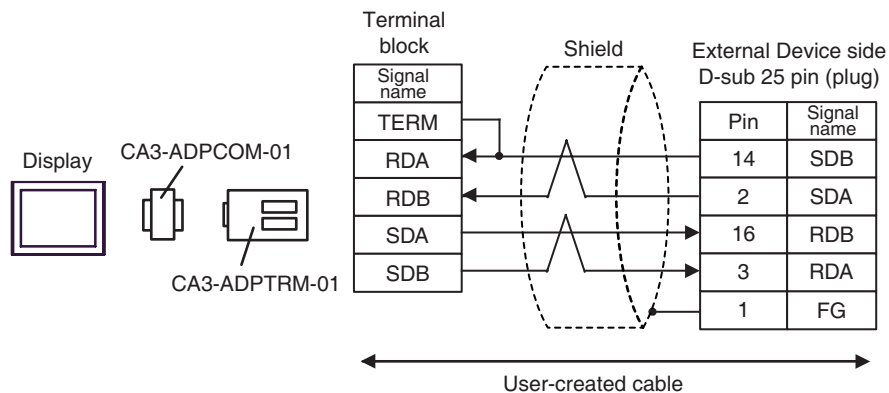 Terminal
block
Shield
External Device side
D-sub 25 pin (plug)
Display
CA3-ADPCOM-01
CA3-ADPTRM-01
Signal
name
TERM
RDA
RDB
SDA
SDB
Pin
Signal
name
14 SDB
2 SDA
16 RDB
3 RDA
1 FG
User-created cable